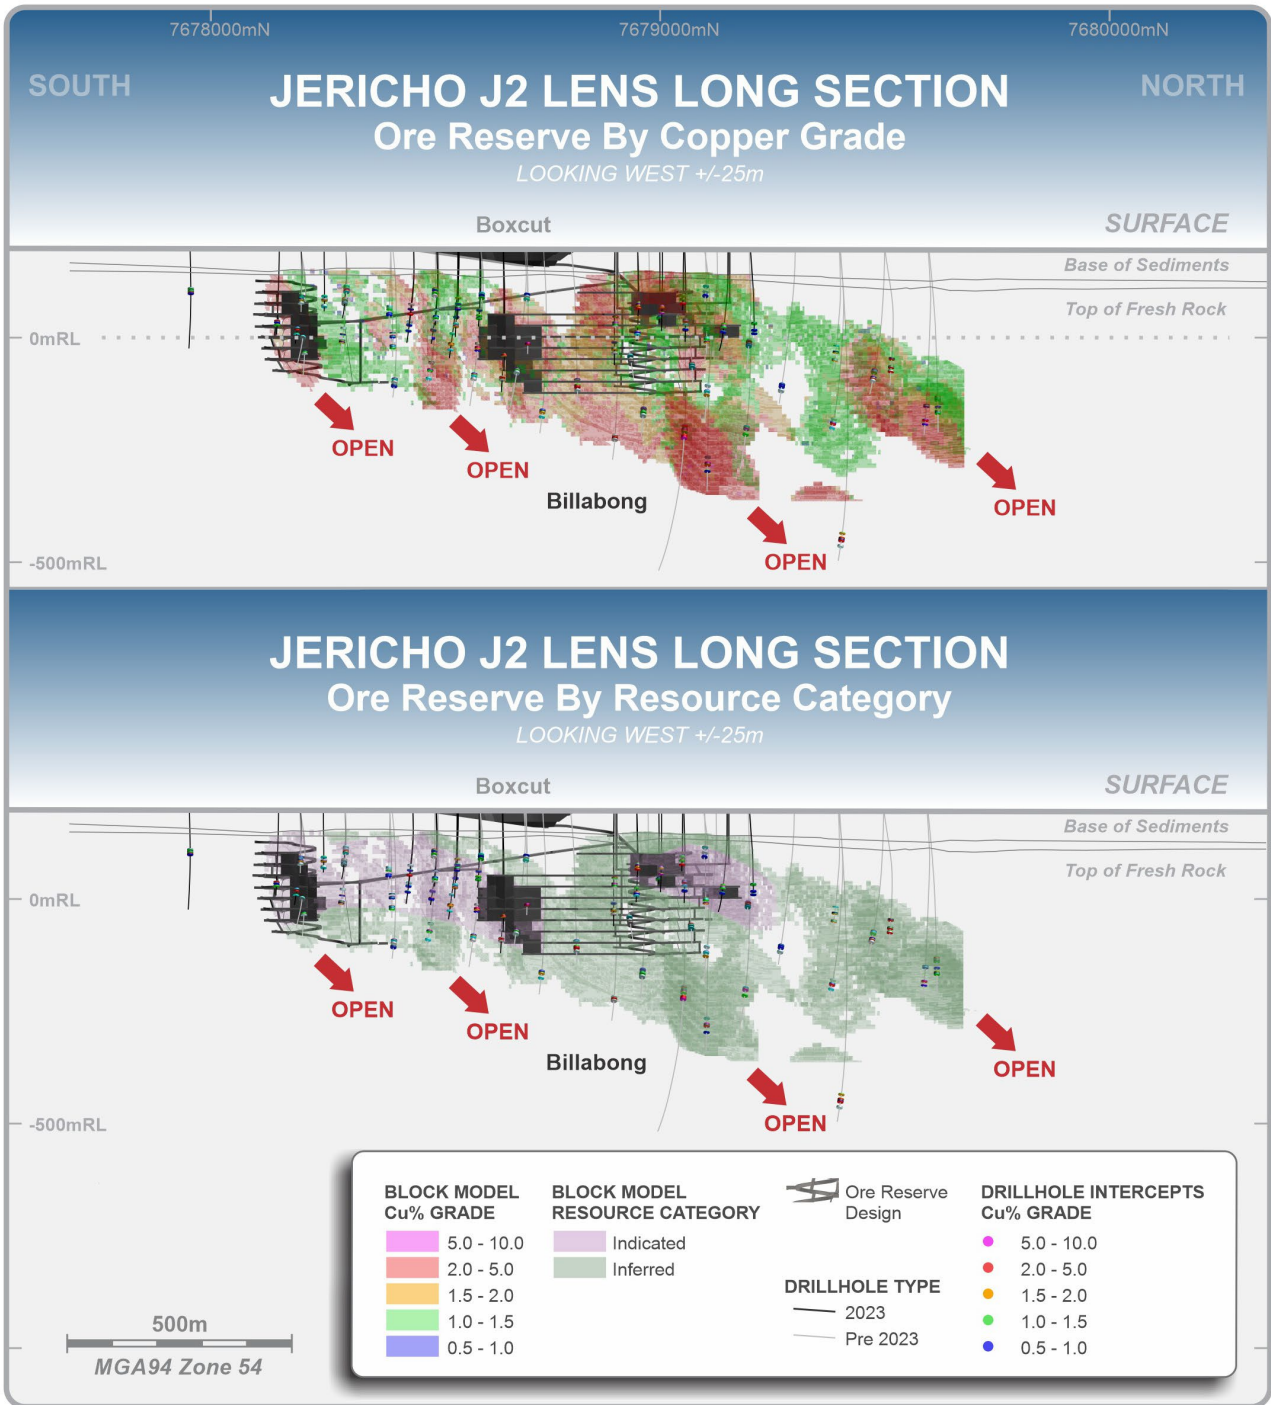 7678000mN
7679000mN
7680000mN
SOUTH
NORTH
JERICHO J2 LENS LONG SECTION
Ore Reserve By Copper Grade
LOOKING WEST +/-25m
Boxcut
SURFACE
Base of Sediments
Top of Fresh Rock
0mRL
OPEN
OPEN
Billabong
OPEN
OPEN
-500mRL
JERICHO J2 LENS LONG SECTION
Ore Reserve By Resource Category
LOOKING WEST +/-25m
Boxcut
SURFACE
Base of Sediments
Top of Fresh Rock
0mRL
OPEN
OPEN
Billabong
OPEN
OPEN
-500mRL
BLOCK MODEL
Cu% GRADE
5.0 - 10.0
2.0 - 5.0
1.5 - 2.0
1.0 - 1.5
0.5 - 1.0
BLOCK MODEL
RESOURCE CATEGORY
Indicated
Inferred
Ore Reserve
Design
DRILLHOLE TYPE
2023
Pre 2023
DRILLHOLE INTERCEPTS
Cu% GRADE
5.0 - 10.0
2.0 - 5.0
1.5 - 2.0
1.0 - 1.5
0.5 - 1.0
500m
MGA94 Zone 54